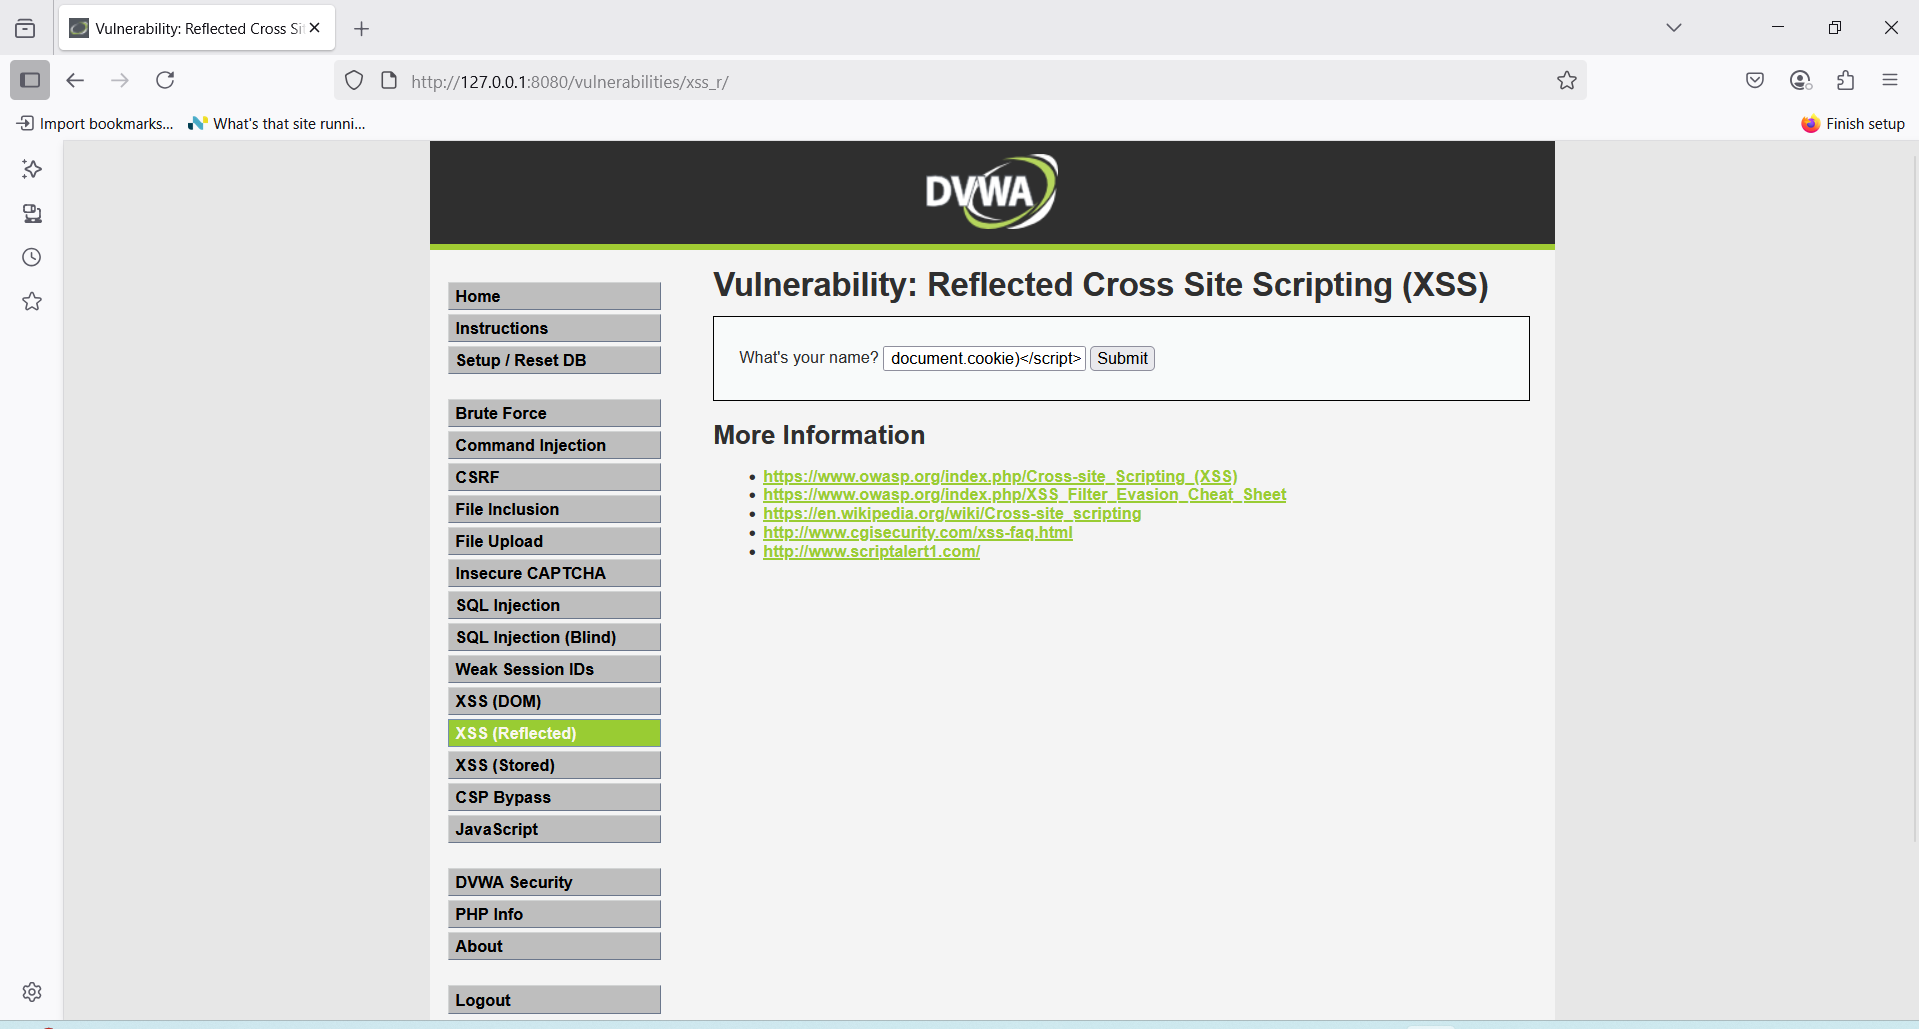 Vulnerability: Reflected Cross Si
http://127.0.0.1:8080/vulnerabilities/xss_r/
Import bookmarks...
What's that site runni...
Finish setup
DVWA
Home
Instructions
Setup / Reset DB
Brute Force
Command Injection
CSRF
File Inclusion
File Upload
Insecure CAPTCHA
SQL Injection
SQL Injection (Blind)
Weak Session IDs
XSS (DOM)
XSS (Reflected)
XSS (Stored)
CSP Bypass
JavaScript
DVWA Security
PHP Info
About
Logout
Vulnerability: Reflected Cross Site Scripting (XSS)
What's your name? document.cookie)</script> Submit
More Information
https://www.owasp.org/index.php/Cross-site_Scripting_(XSS)
https://www.owasp.org/index.php/XSS_Filter_Evasion_Cheat_Sheet
https://en.wikipedia.org/wiki/Cross-site_scripting
http://www.cgisecurity.com/xss-faq.html
http://www.scriptalert1.com/